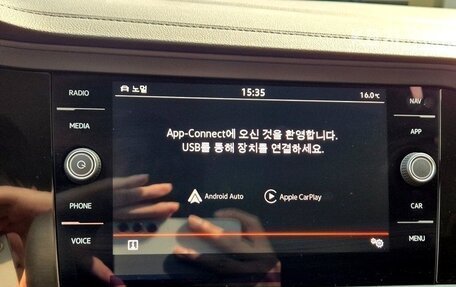 RADIO
MEDIA
PHONE
VOICE
노멀
15:35
16.0℃
App-Connect에 오신 것을 환영합니다.
USB를 통해 장치를 연결하세요.
Android Auto
Apple CarPlay
NAV
APP
CAR
MENU